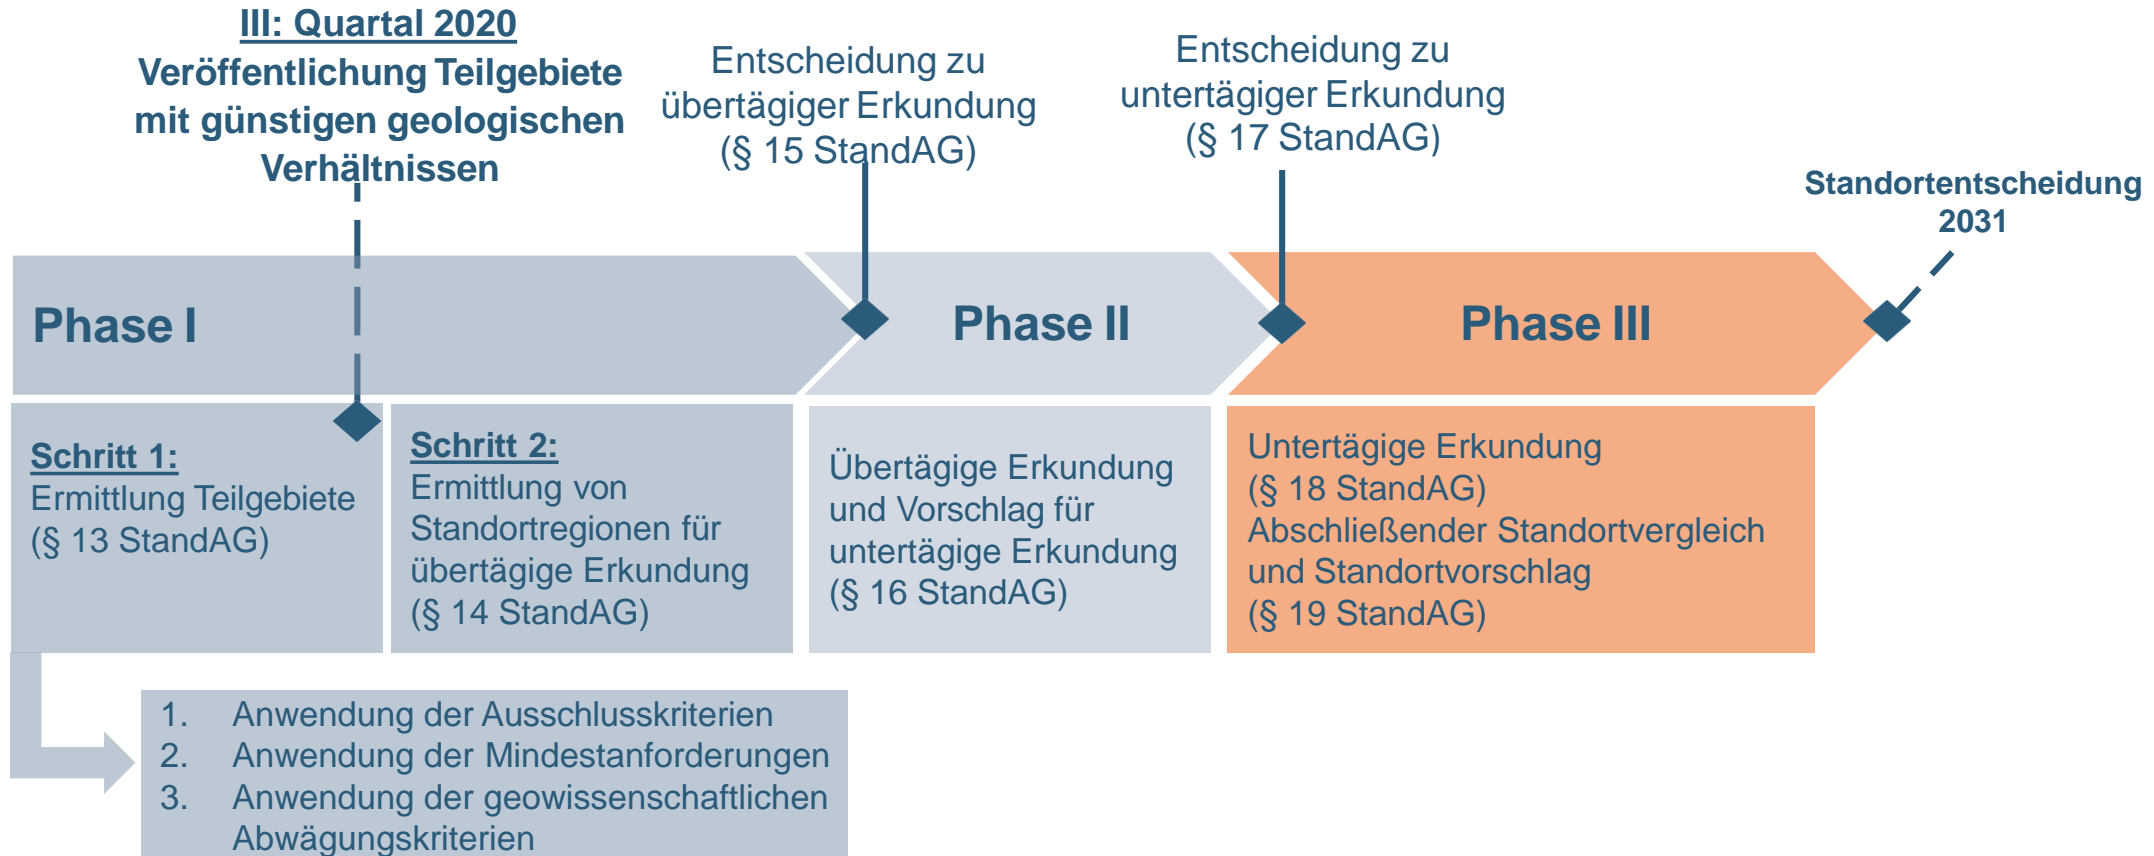 III: Quartal 2020
Veröffentlichung Teilgebiete
mit günstigen geologischen
Verhältnissen
Entscheidung zu
übertägiger Erkundung
(§ 15 StandAG)
Entscheidung zu
untertägiger Erkundung
(§ 17 StandAG)
Standortentscheidung
2031
Phase I
Phase II
Phase III
Schritt 1:
Ermittlung Teilgebiete
(§ 13 StandAG)
Schritt 2:
Ermittlung von
Standortregionen für
übertägige Erkundung
(§ 14 StandAG)
Übertägige Erkundung
und Vorschlag für
untertägige Erkundung
(§ 16 StandAG)
Untertägige Erkundung
(§ 18 StandAG)
Abschließender Standortvergleich
und Standortvorschlag
(§ 19 StandAG)
1. Anwendung der Ausschlusskriterien
2. Anwendung der Mindestanforderungen
3. Anwendung der geowissenschaftlichen
Abwägungskriterien